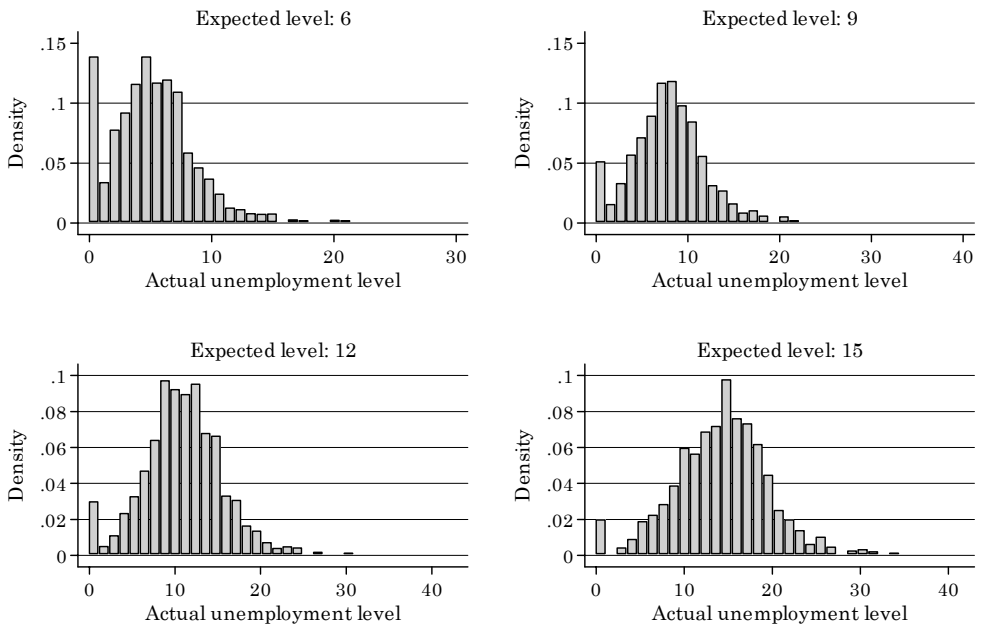 Expected level: 6
.15
.1
.05
0
Density
0 10 20 30
Actual unemployment level
Expected level: 9
.15
.1
.05
0
Density
0 10 20 30 40
Actual unemployment level
Expected level: 12
.1
.08
.06
.04
.02
0
Density
0 10 20 30 40
Actual unemployment level
Expected level: 15
.1
.08
.06
.04
.02
0
Density
0 10 20 30 40
Actual unemployment level